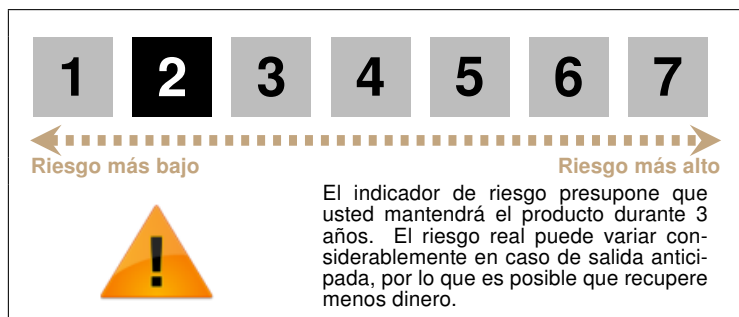 1 2 3 4 5 6 7
Riesgo más bajo Riesgo más alto
El indicador de riesgo presupone que
usted mantendrá el producto durante 3
años. El riesgo real puede variar con-
siderablemente en caso de salida antici-
pada, por lo que es posible que recupere
menos dinero.